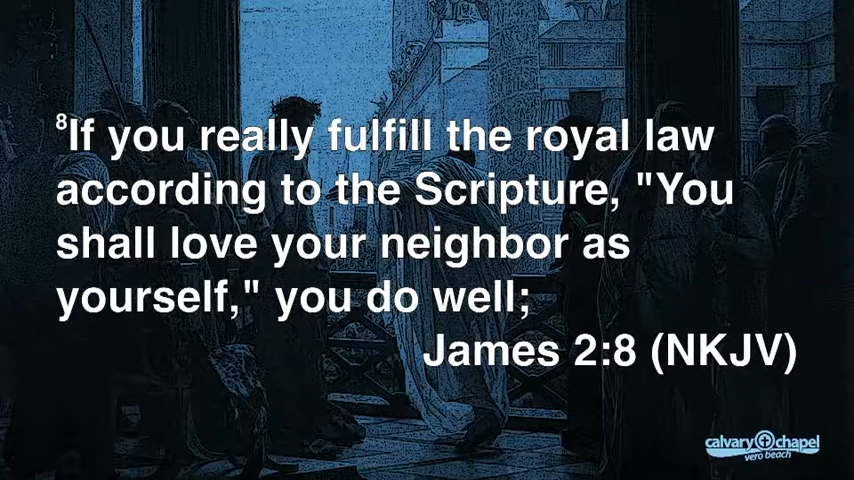 8If you really fulfill the royal law
according to the Scripture, "You
shall love your neighbor as
yourself," you do well;
James 2:8 (NKJV)
calvary chapel
vero beach